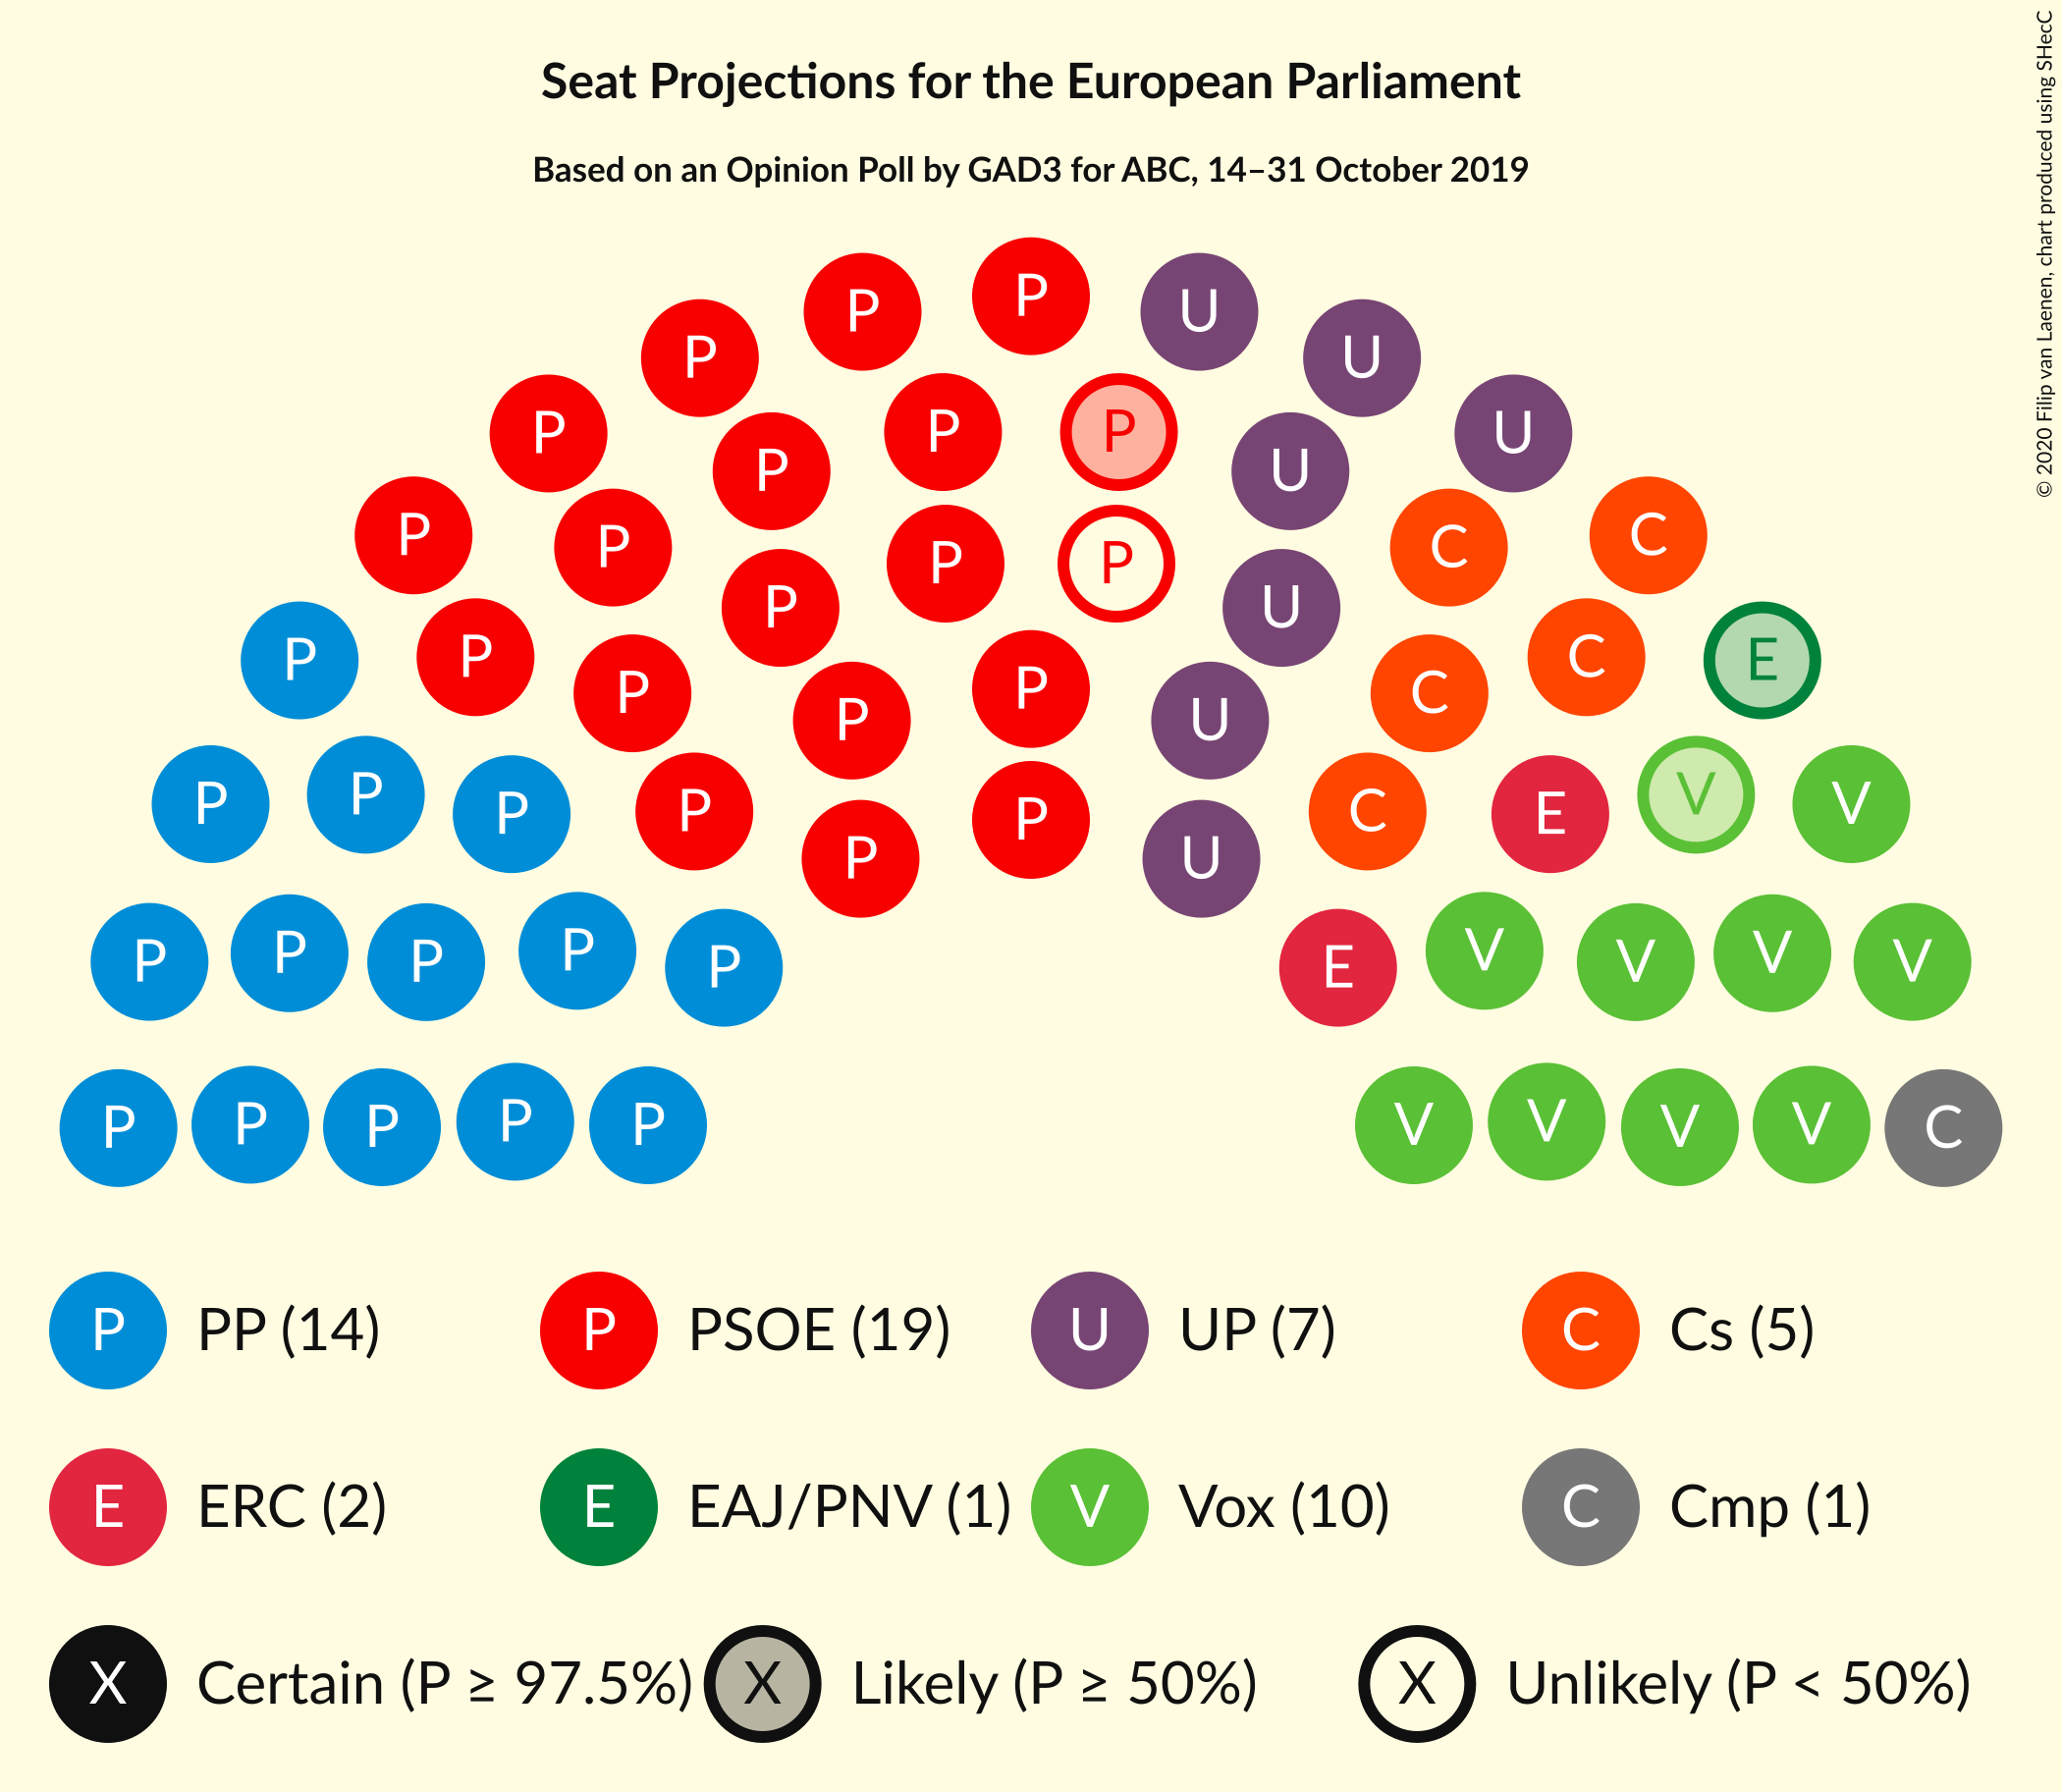 Seat Projections for the European Parliament
Based on an Opinion Poll by GAD3 for ABC, 14–31 October 2019
© 2020 Filip van Laenen, chart produced using SHecC
P
P P U
P U
P P P U
P U
P P
C C
P P P U
P C E
P P P P U C
P P P P C E V V
P P U
P P P P P E V V V V
P P P P P V V V V C
P PP (14) P PSOE (19) U UP (7) C Cs (5)
E ERC (2) E EAJ/PNV (1) V Vox (10) C Cmp (1)
X Certain (P ≥ 97.5%) X Likely (P ≥ 50%) X Unlikely (P < 50%)